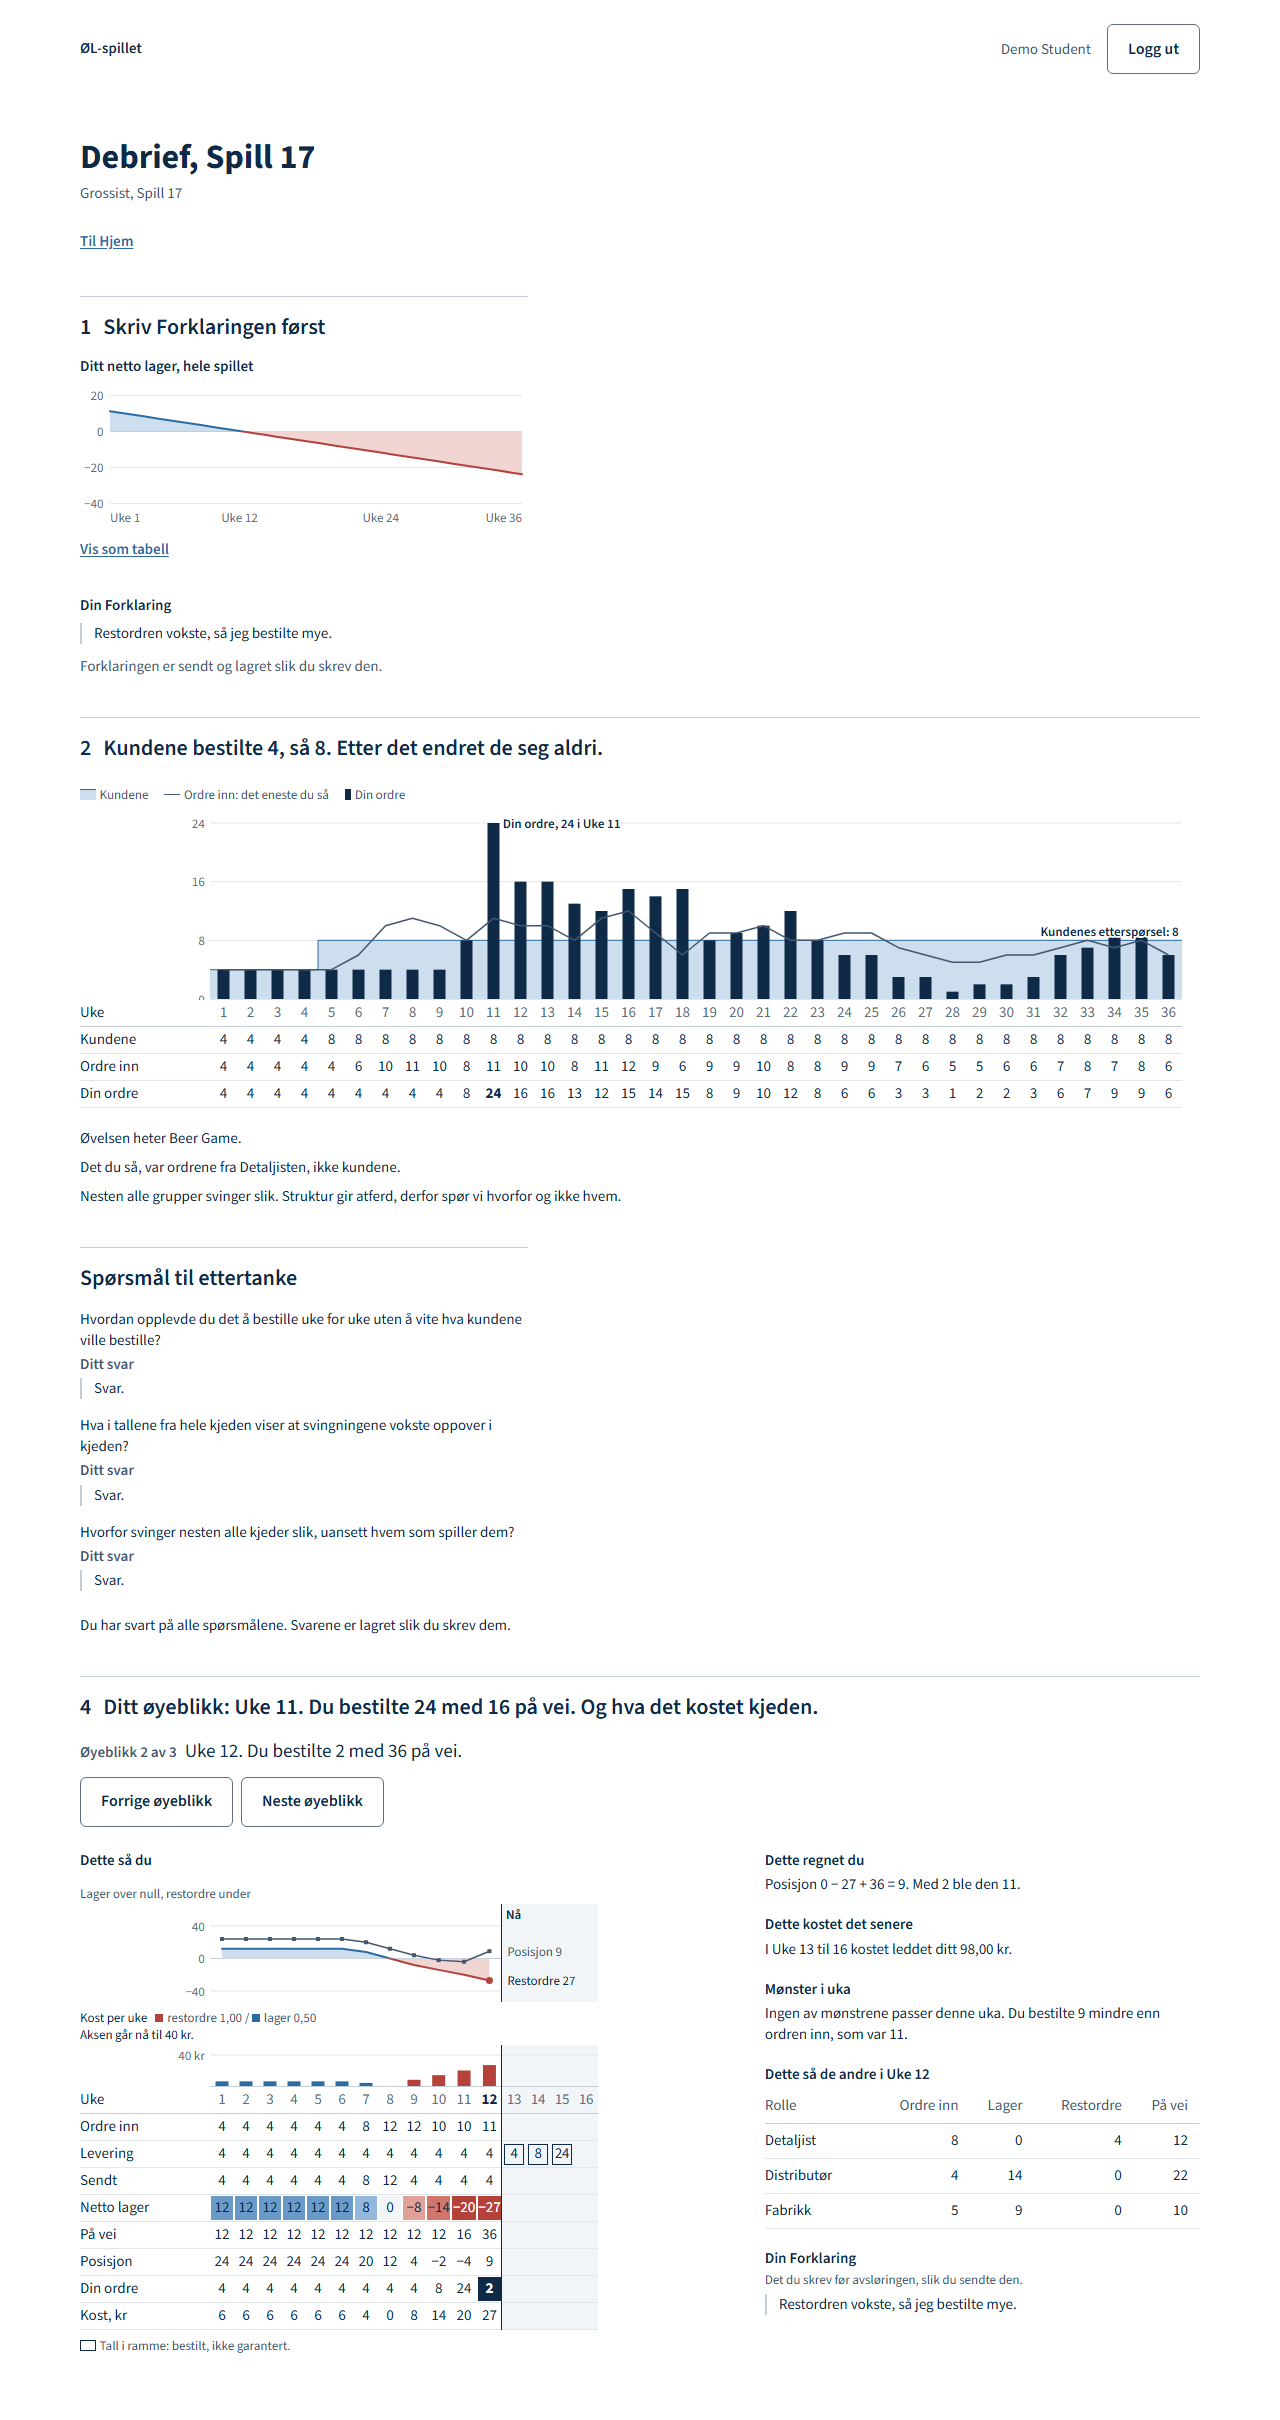 ØL-spillet
Demo Student
Logg ut
Debrief, Spill 17
Grossist, Spill 17
Til Hjem
1 Skriv Forklaringen først
Ditt netto lager, hele spillet
20
0
−20
−40
Uke 1 Uke 12 Uke 24 Uke 36
Vis som tabell
Din Forklaring
Restordren vokste, så jeg bestilte mye.
Forklaringen er sendt og lagret slik du skrev den.
2 Kundene bestilte 4, så 8. Etter det endret de seg aldri.
Kundene Ordre inn: det eneste du så Din ordre
24
Din ordre, 24 i Uke 11
16
Kundenes etterspørsel: 8
8
0
Uke 1 2 3 4 5 6 7 8 9 10 11 12 13 14 15 16 17 18 19 20 21 22 23 24 25 26 27 28 29 30 31 32 33 34 35 36
Kundene 4 4 4 4 8 8 8 8 8 8 8 8 8 8 8 8 8 8 8 8 8 8 8 8 8 8 8 8 8 8 8 8 8 8 8 8
Ordre inn 4 4 4 4 4 6 10 11 10 8 11 10 10 8 11 12 9 6 9 9 10 8 8 9 9 7 6 5 5 6 6 7 8 7 8 6
Din ordre 4 4 4 4 4 4 4 4 4 8 24 16 16 13 12 15 14 15 8 9 10 12 8 6 6 3 3 1 2 2 3 6 7 9 9 6
Øvelsen heter Beer Game.
Det du så, var ordrene fra Detaljisten, ikke kundene.
Nesten alle grupper svinger slik. Struktur gir atferd, derfor spør vi hvorfor og ikke hvem.
Spørsmål til ettertanke
Hvordan opplevde du det å bestille uke for uke uten å vite hva kundene
ville bestille?
Ditt svar
Svar.
Hva i tallene fra hele kjeden viser at svingningene vokste oppover i
kjeden?
Ditt svar
Svar.
Hvorfor svinger nesten alle kjeder slik, uansett hvem som spiller dem?
Ditt svar
Svar.
Du har svart på alle spørsmålene. Svarene er lagret slik du skrev dem.
4 Ditt øyeblikk: Uke 11. Du bestilte 24 med 16 på vei. Og hva det kostet kjeden.
Øyeblikk 2 av 3 Uke 12. Du bestilte 2 med 36 på vei.
Forrige øyeblikk
Neste øyeblikk
Dette så du
Lager over null, restordre under
Nå
40
0
−40
Posisjon 9
Restordre 27
Kost per uke restordre 1,00 / lager 0,50
Aksen går nå til 40 kr.
40 kr
Uke 1 2 3 4 5 6 7 8 9 10 11 12 13 14 15 16
Ordre inn 4 4 4 4 4 4 8 12 12 10 10 11
Levering 4 4 4 4 4 4 4 4 4 4 4 4 4 8 24
Sendt 4 4 4 4 4 4 8 12 4 4 4 4
Netto lager 12 12 12 12 12 12 8 0 −8 −14 −20 −27
På vei 12 12 12 12 12 12 12 12 12 12 16 36
Posisjon 24 24 24 24 24 24 20 12 4 −2 −4 9
Din ordre 4 4 4 4 4 4 4 4 4 8 24 2
Kost, kr 6 6 6 6 6 6 4 0 8 14 20 27
Tall i ramme: bestilt, ikke garantert.
Dette regnet du
Posisjon 0 − 27 + 36 = 9. Med 2 ble den 11.
Dette kostet det senere
I Uke 13 til 16 kostet leddet ditt 98,00 kr.
Mønster i uka
Ingen av mønstrene passer denne uka. Du bestilte 9 mindre enn
ordren inn, som var 11.
Dette så de andre i Uke 12
Rolle Ordre inn Lager Restordre På vei
Detaljist 8 0 4 12
Distributør 4 14 0 22
Fabrikk 5 9 0 10
Din Forklaring
Det du skrev før avsløringen, slik du sendte den.
Restordren vokste, så jeg bestilte mye.